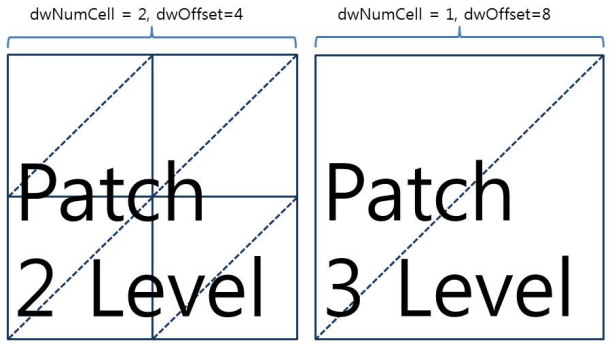 dwNumCell = 2, dwOffset=4
dwNumCell = 1, dwOffset=8
Patch
2 Level
Patch
3 Level